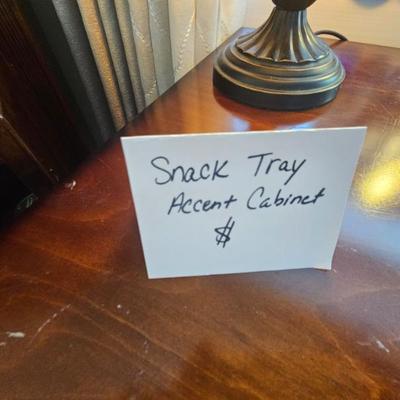 Snack Tray
Accent Cabinet
$